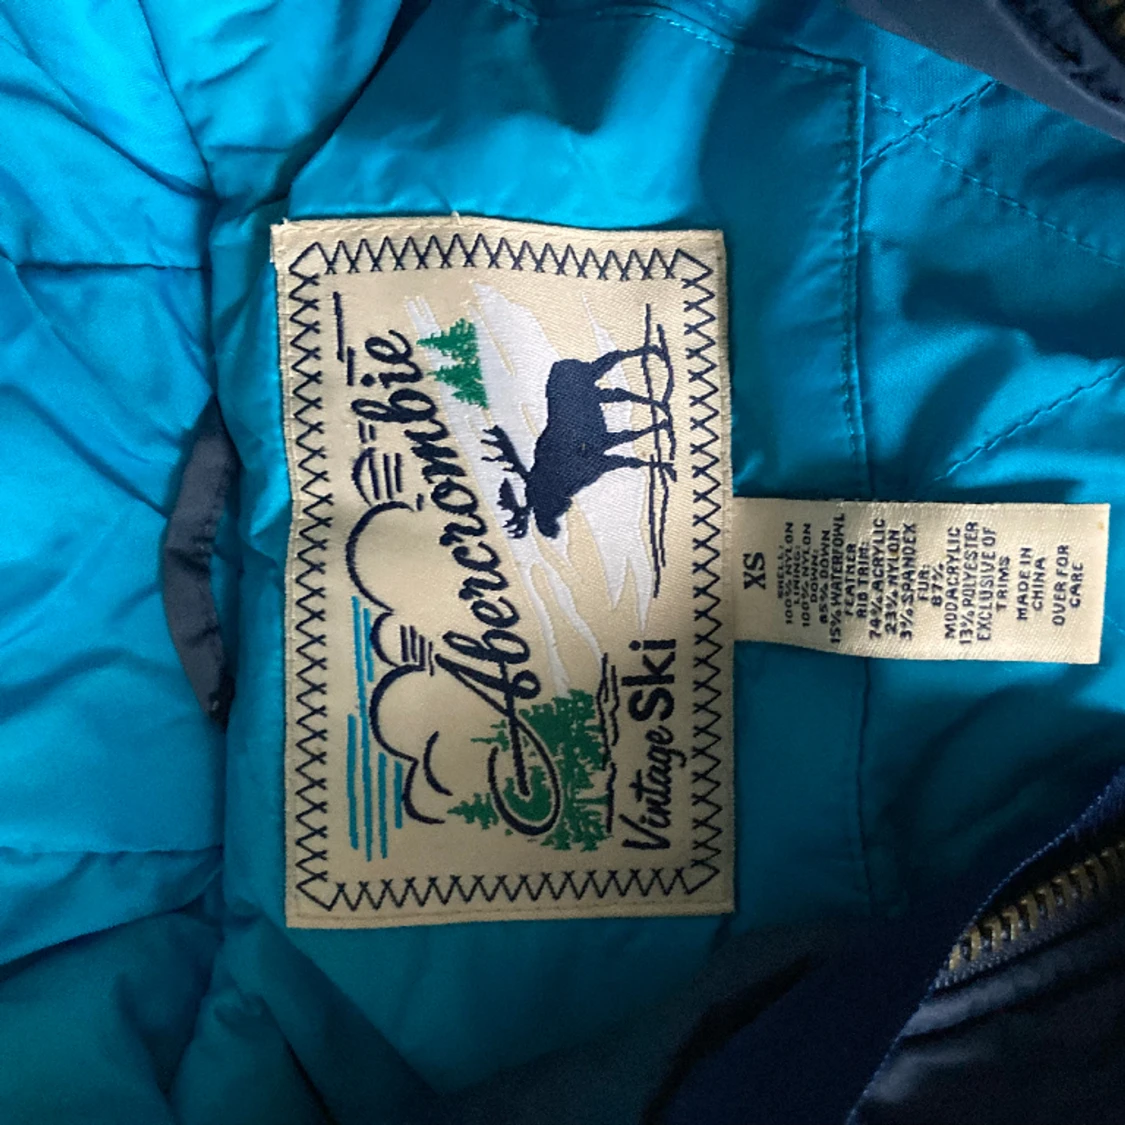 Abercrombie
Vintage Ski
XS
SHELL:
100% NYLON
LINING:
100% NYLON
DOWN:
85% DOWN
15% WATERFOWL
FEATHER
RIB TRIM:
74% ACRYLIC
23% NYLON
3% SPANDEX
FUR:
87%
MODACRYLIC
13% POLYESTER
EXCLUSIVE OF
TRIMS
MADE IN
CHINA
OVER FOR
CARE